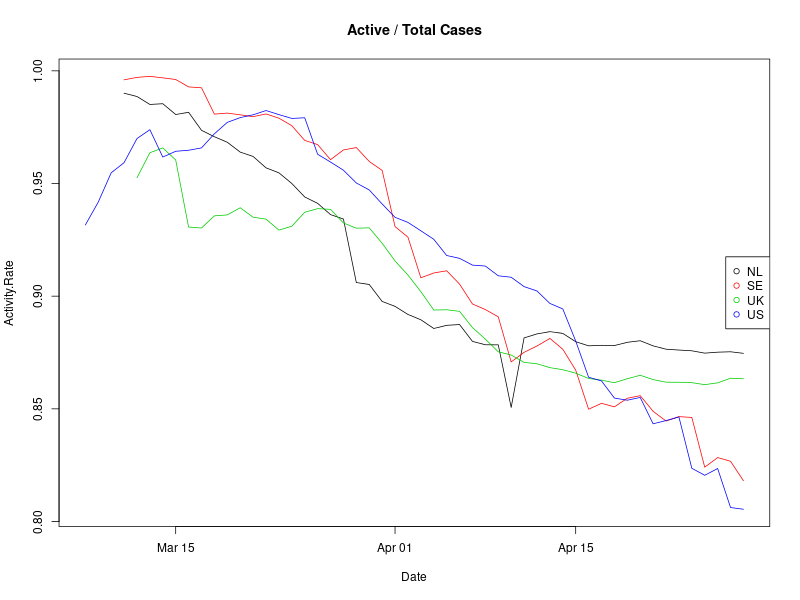 Active / Total Cases
Activity.Rate
1.00
0.95
0.90
0.85
0.80
NL
SE
UK
US
Mar 15
Apr 01
Apr 15
Date